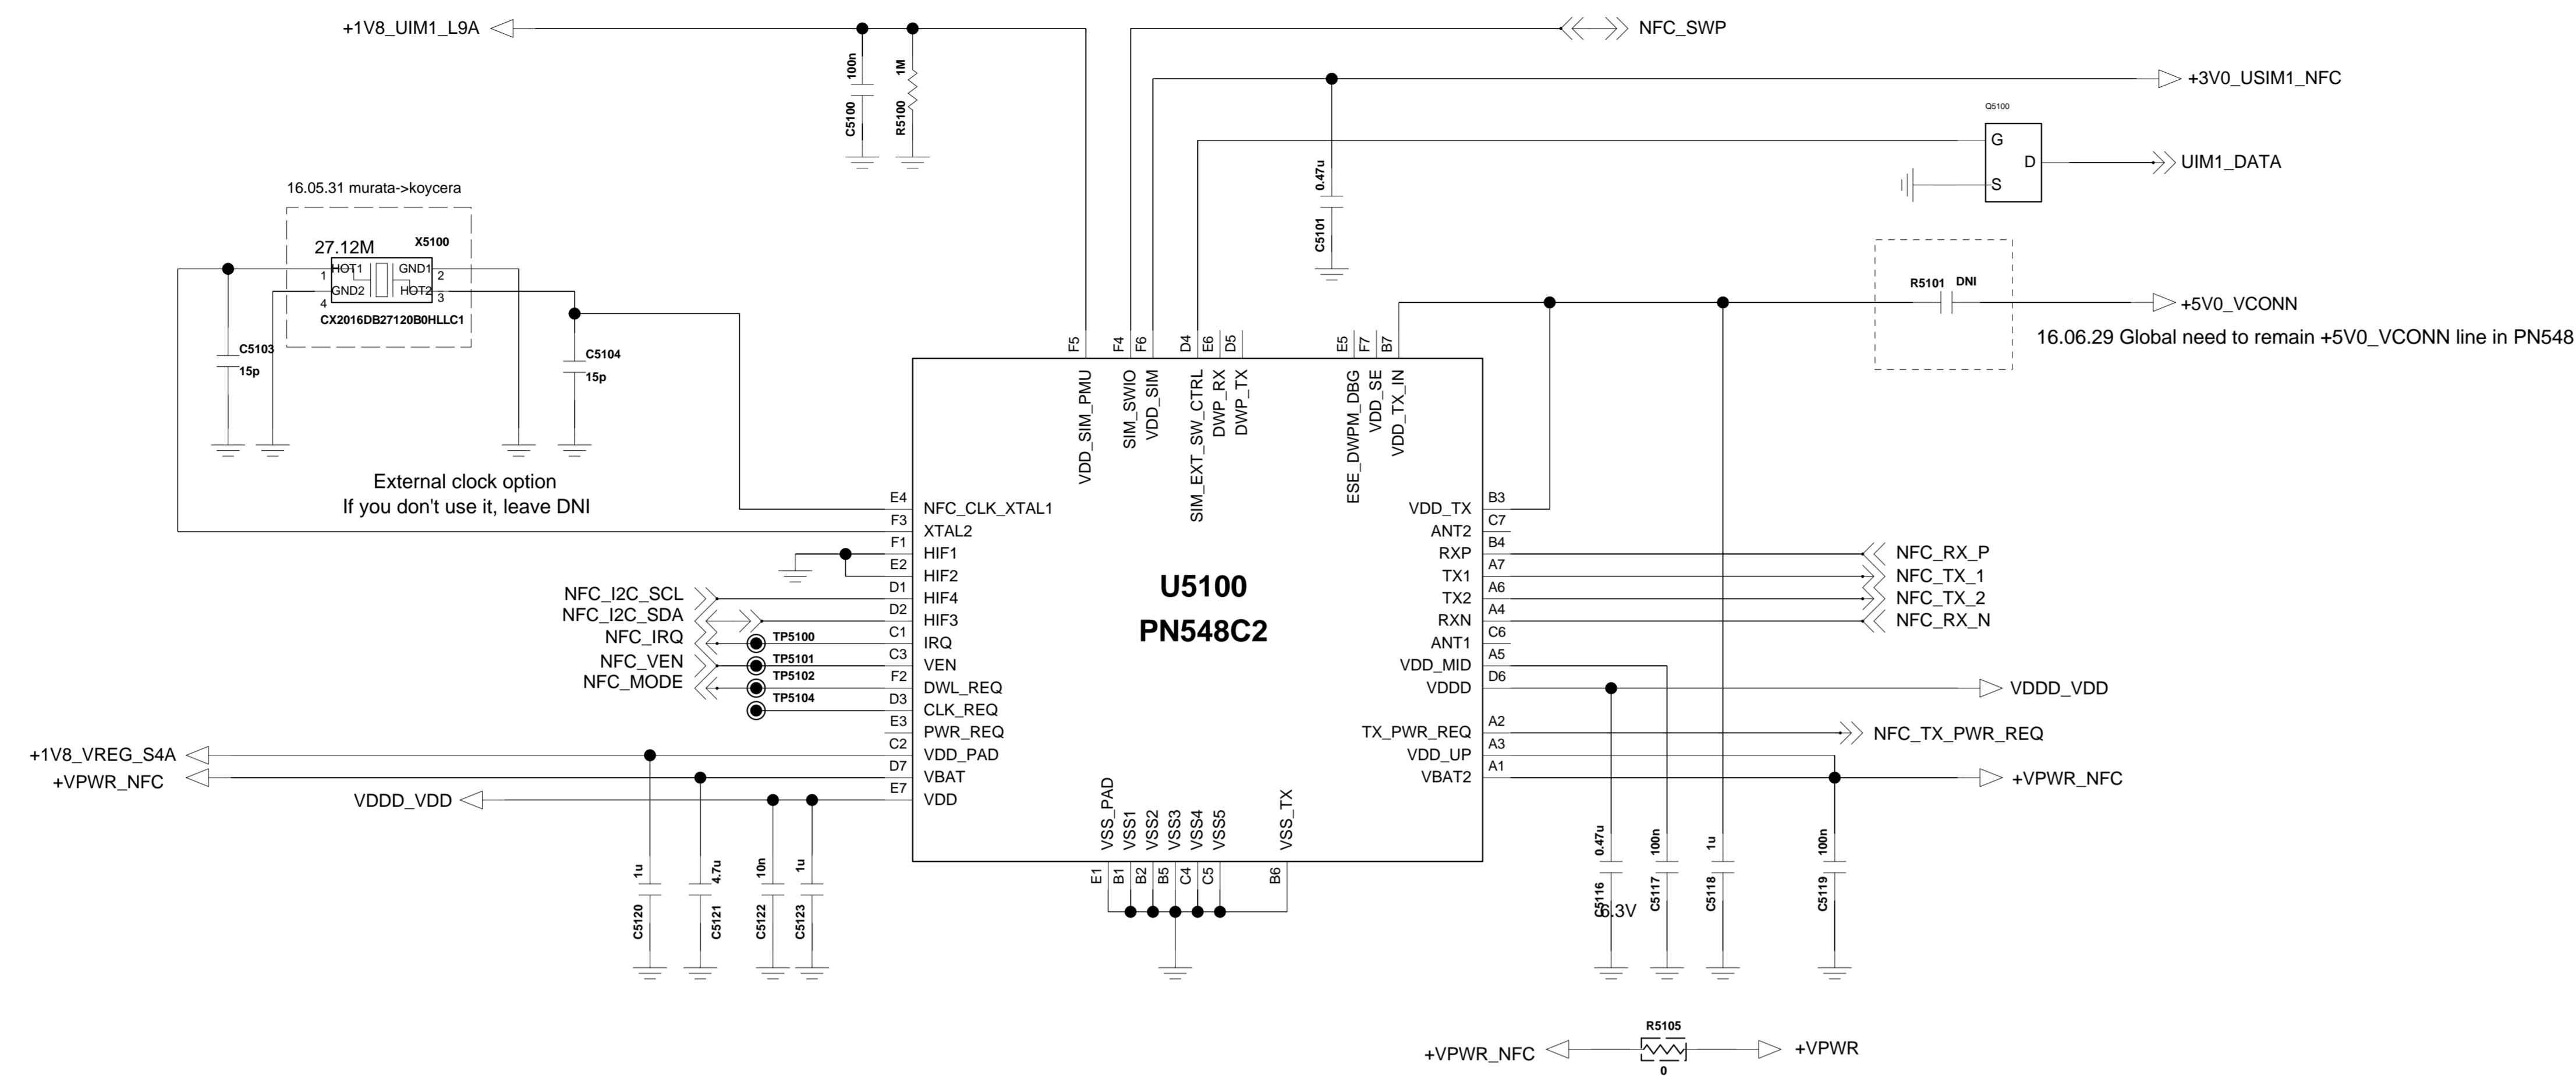 +1V8_UIM1_L9A
NFC_SWP
100n
1M
C5100
R5100
+3V0_USIM1_NFC
Q5100
G
D
S
UIM1_DATA
0.47u
C5101
16.05.31 murata->koycera
27.12M
X5100
HOT1
GND1
1
2
GND2
HOT2
4
3
CX2016DB27120B0HLLC1
C5103
15p
C5104
15p
R5101
DNI
+5V0_VCONN
16.06.29 Global need to remain +5V0_VCONN line in PN548
External clock option
If you don't use it, leave DNI
F5
F4
F6
D4
E6
D5
E5
F7
B7
VDD_SIM_PMU
SIM_SWIO
VDD_SIM
SIM_EXT_SW_CTRL
DWP_RX
DWP_TX
ESE_DWPM_DBG
VDD_SE
VDD_TX_IN
E4
NFC_CLK_XTAL1
F3
XTAL2
F1
HIF1
E2
HIF2
NFC_I2C_SCL
D1
HIF4
NFC_I2C_SDA
D2
HIF3
NFC_IRQ
TP5100
C1
IRQ
NFC_VEN
TP5101
C3
VEN
NFC_MODE
TP5102
F2
DWL_REQ
TP5104
D3
CLK_REQ
E3
PWR_REQ
+1V8_VREG_S4A
C2
VDD_PAD
+VPWR_NFC
D7
VBAT
VDDD_VDD
E7
VDD
U5100
PN548C2
B3
VDD_TX
C7
ANT2
B4
RXP
NFC_RX_P
A7
TX1
NFC_TX_1
A6
TX2
NFC_TX_2
A4
RXN
NFC_RX_N
C6
ANT1
A5
VDD_MID
D6
VDDD
VDDD_VDD
A2
TX_PWR_REQ
NFC_TX_PWR_REQ
A3
VDD_UP
A1
VBAT2
+VPWR_NFC
VSS_PAD
VSS1
VSS2
VSS3
VSS4
VSS5
VSS_TX
E1
B1
B2
B5
C4
C5
B6
1u
C5120
4.7u
C5121
10n
C5122
1u
C5123
0.47u
C5116
6.3V
100n
C5117
1u
C5118
100n
C5119
R5105
+VPWR_NFC
+VPWR
0